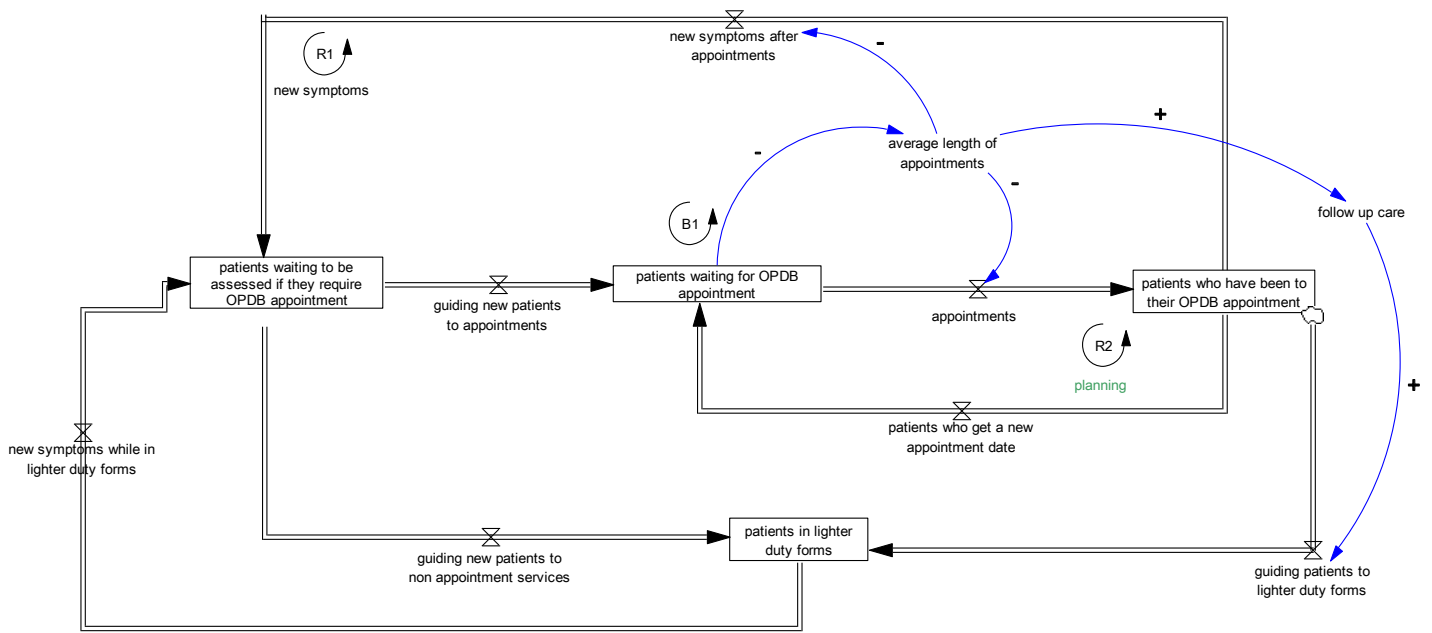 new symptoms after
appointments
R1
new symptoms
-
+
-
average length of
appointments
-
follow up care
B1
patients waiting to be
assessed if they require
OPDB appointment
patients waiting for OPDB
appointment
patients who have been to
their OPDB appointment
guiding new patients
to appointments
appointments
R2
planning
+
patients who get a new
appointment date
new symptoms while in
lighter duty forms
patients in lighter
duty forms
guiding new patients to
non appointment services
guiding patients to
lighter duty forms